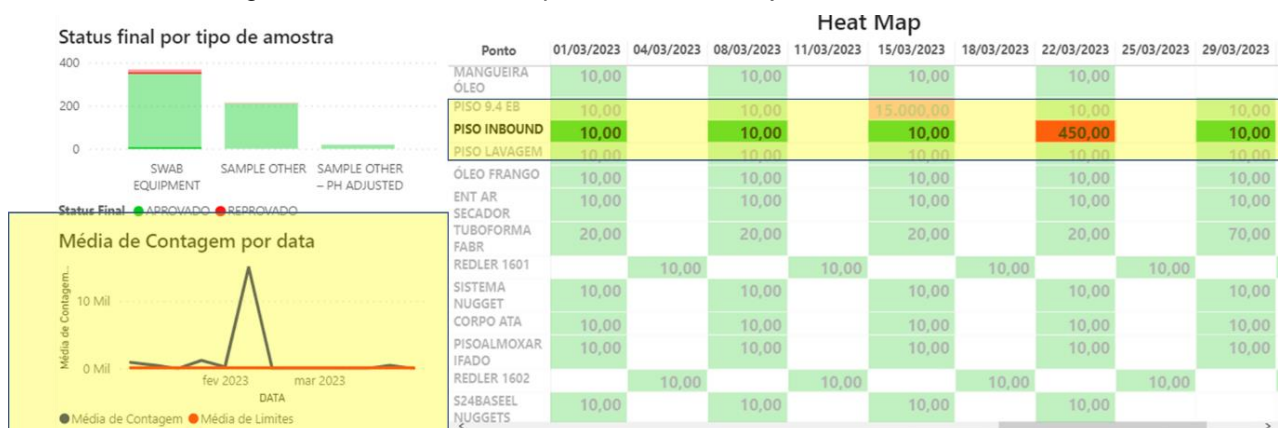 Status final por tipo de amostra
400
200
0
SWAB EQUIPMENT
SAMPLE OTHER
SAMPLE OTHER – PH ADJUSTED
Status Final APROVADO REPROVADO
Média de Contagem por data
Média de Contagem...
10 Mil
0 Mil
fev 2023 mar 2023
DATA
Média de Contagem Média de Limites
Heat Map
Ponto 01/03/2023 04/03/2023 08/03/2023 11/03/2023 15/03/2023 18/03/2023 22/03/2023 25/03/2023 29/03/2023
MANGUEIRA ÓLEO 10,00 10,00 10,00 10,00
PISO 9.4 EB 10,00 10,00 15.000,00 10,00 10,00
PISO INBOUND 10,00 10,00 10,00 450,00 10,00
PISO LAVAGEM 10,00 10,00 10,00 10,00 10,00
ÓLEO FRANGO 10,00 10,00 10,00 10,00 10,00
ENT AR SECADOR 10,00 10,00 10,00 10,00 10,00
TUBOFORMA FABR 20,00 20,00 20,00 20,00 70,00
REDLER 1601 10,00 10,00 10,00 10,00
SISTEMA NUGGET 10,00 10,00 10,00 10,00 10,00
CORPO ATA 10,00 10,00 10,00 10,00 10,00
PISOALMOXARIFADO 10,00 10,00 10,00 10,00 10,00
REDLER 1602 10,00 10,00 10,00 10,00
S24BASEEL NUGGETS 10,00 10,00 10,00 10,00